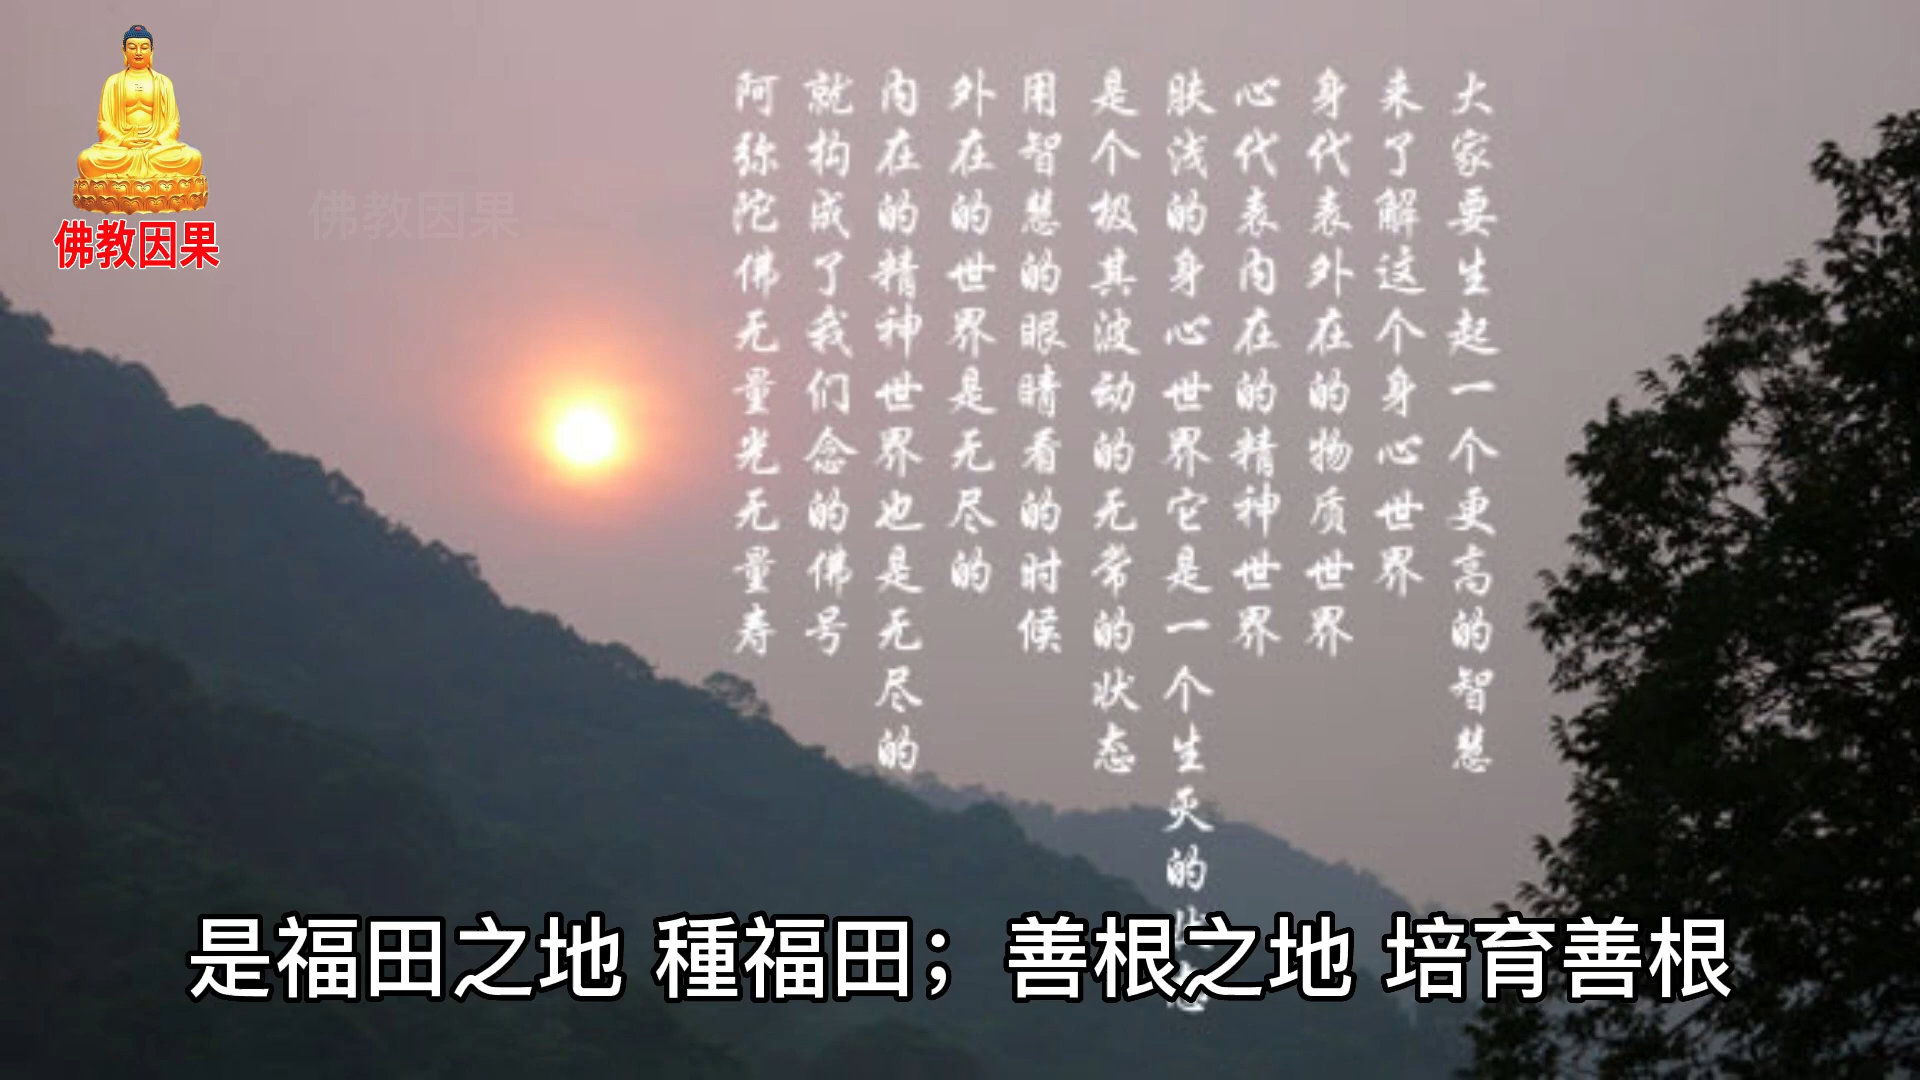 佛教因果
佛教因果
大家要生起一个更高的智慧
来了解这个身心世界
身代表外在的物质世界
心代表内在的精神世界
肤浅的身心世界它是一个生灭的状态
是个极其波动的无常的状态
用智慧的眼睛看的时候
外在的世界是无尽的
内在的精神世界也是无尽的
就构成了我们念的佛号
阿弥陀佛无量光无量寿
是福田之地 種福田；善根之地 培育善根